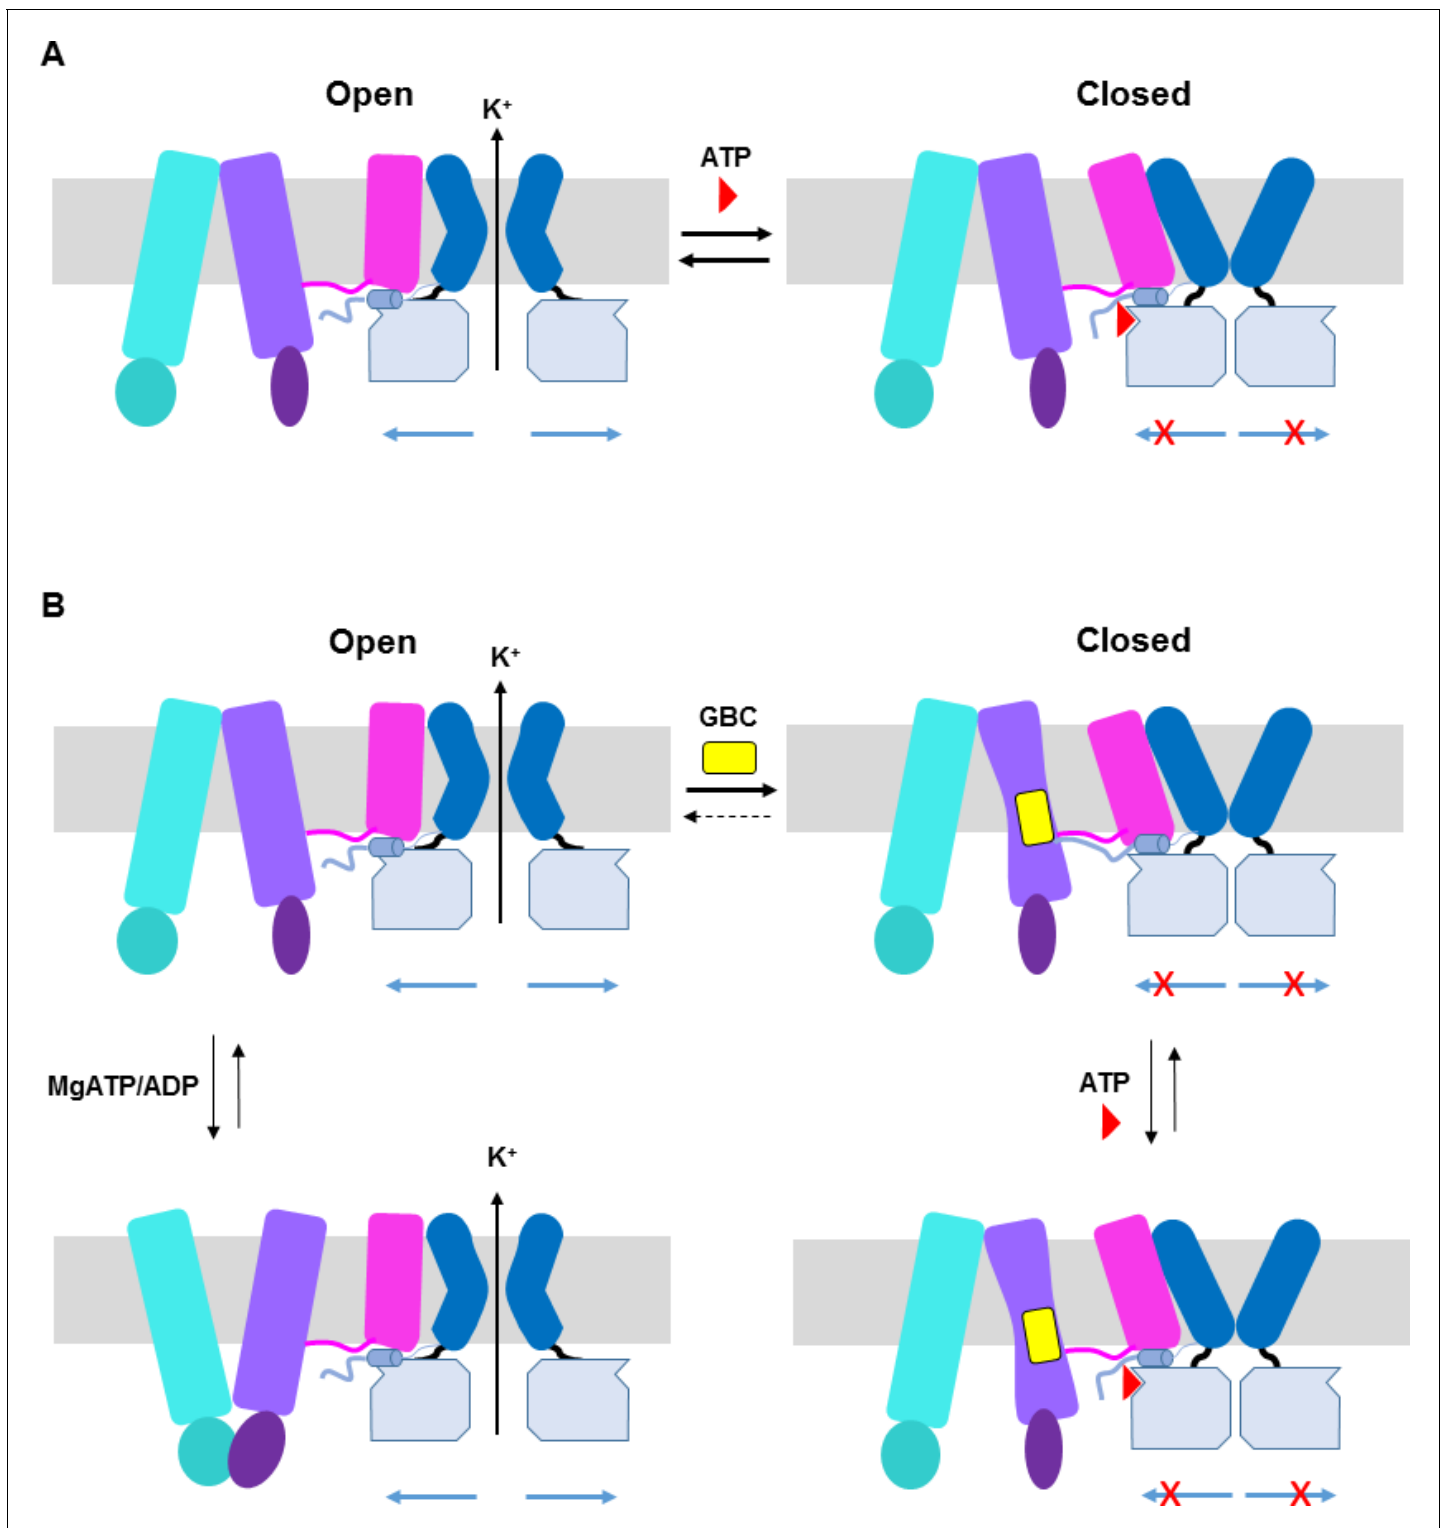 A
Open
Closed
K⁺
ATP
X X
B
Open
Closed
K⁺
GBC
X X
MgATP/ADP
ATP
K⁺
X X